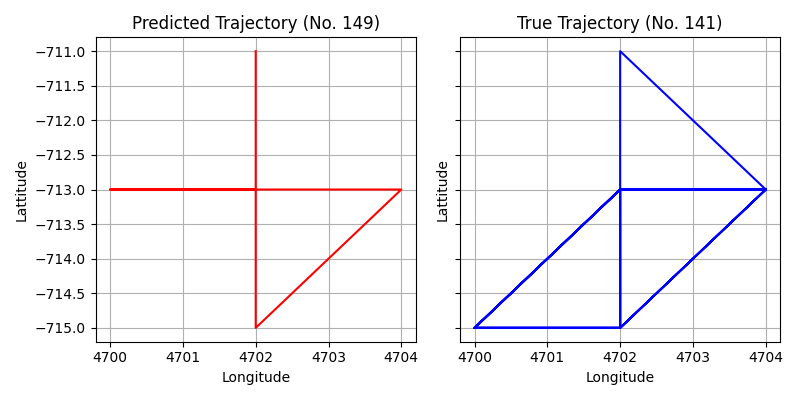 Predicted Trajectory (No. 149)
−711.0
−711.5
−712.0
−712.5
−713.0
−713.5
−714.0
−714.5
−715.0
Lattitude
4700 4701 4702 4703 4704
Longitude
True Trajectory (No. 141)
Lattitude
4700 4701 4702 4703 4704
Longitude